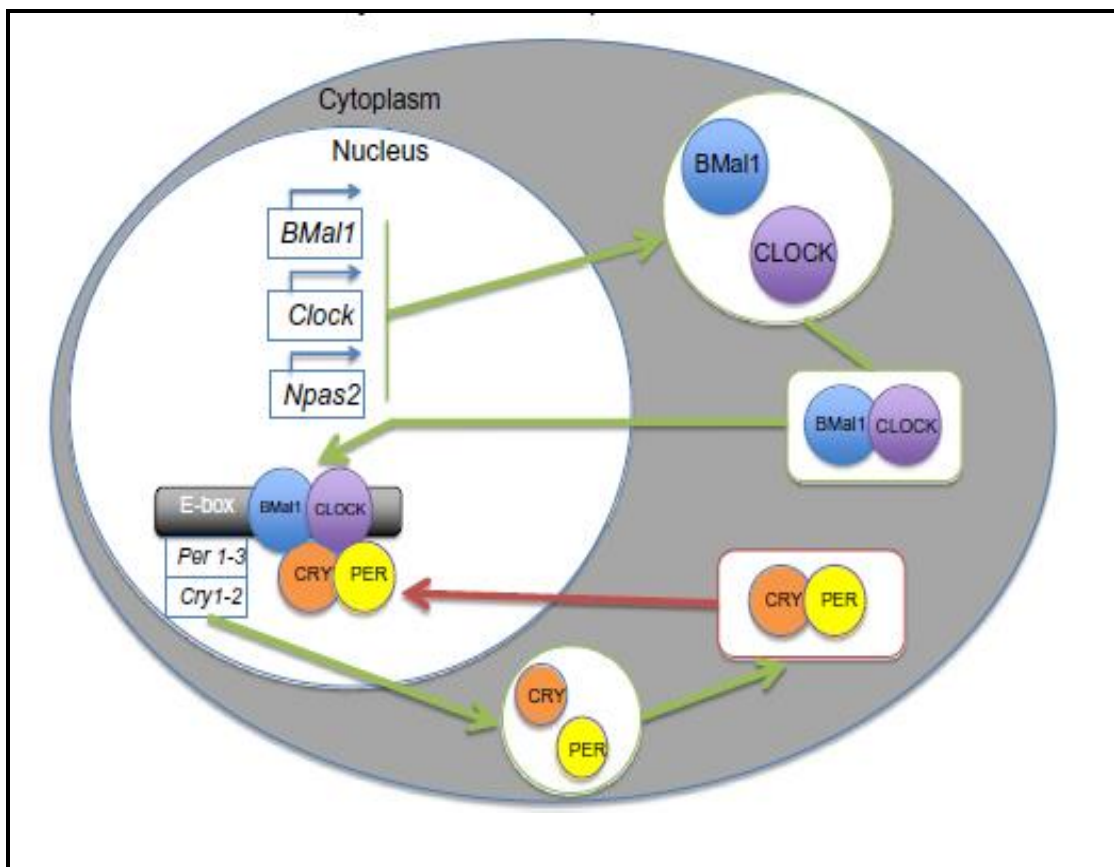 Cytoplasm
Nucleus
BMal1
Clock
Npas2
BMal1
CLOCK
BMal1
CLOCK
E-box
BMal1
CLOCK
Per 1-3
Cry1-2
CRY
PER
CRY
PER
CRY
PER